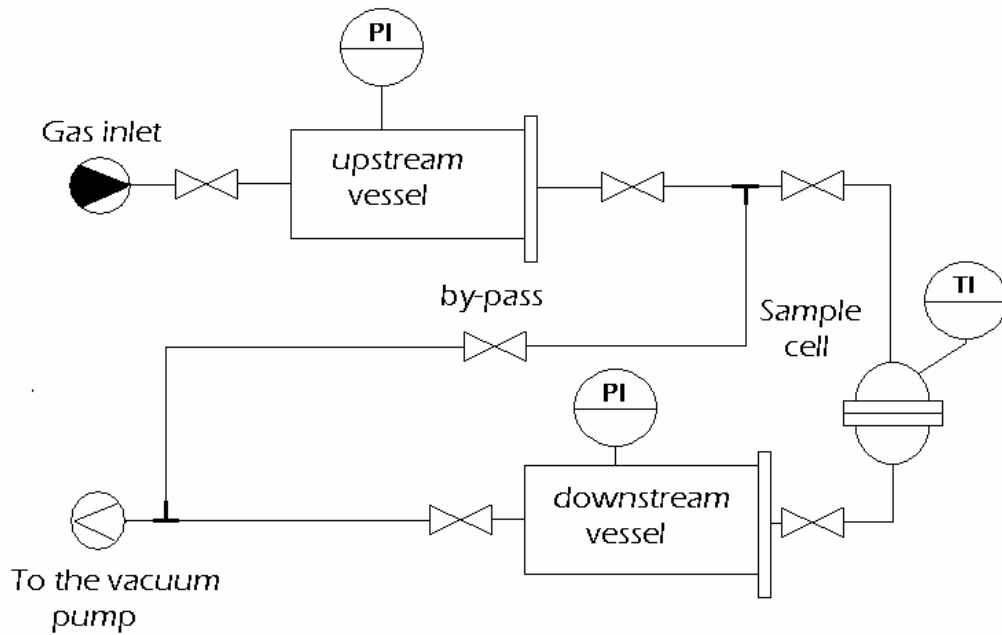 PI
Gas inlet
upstream
vessel
by-pass
Sample
cell
TI
PI
downstream
vessel
To the vacuum
pump